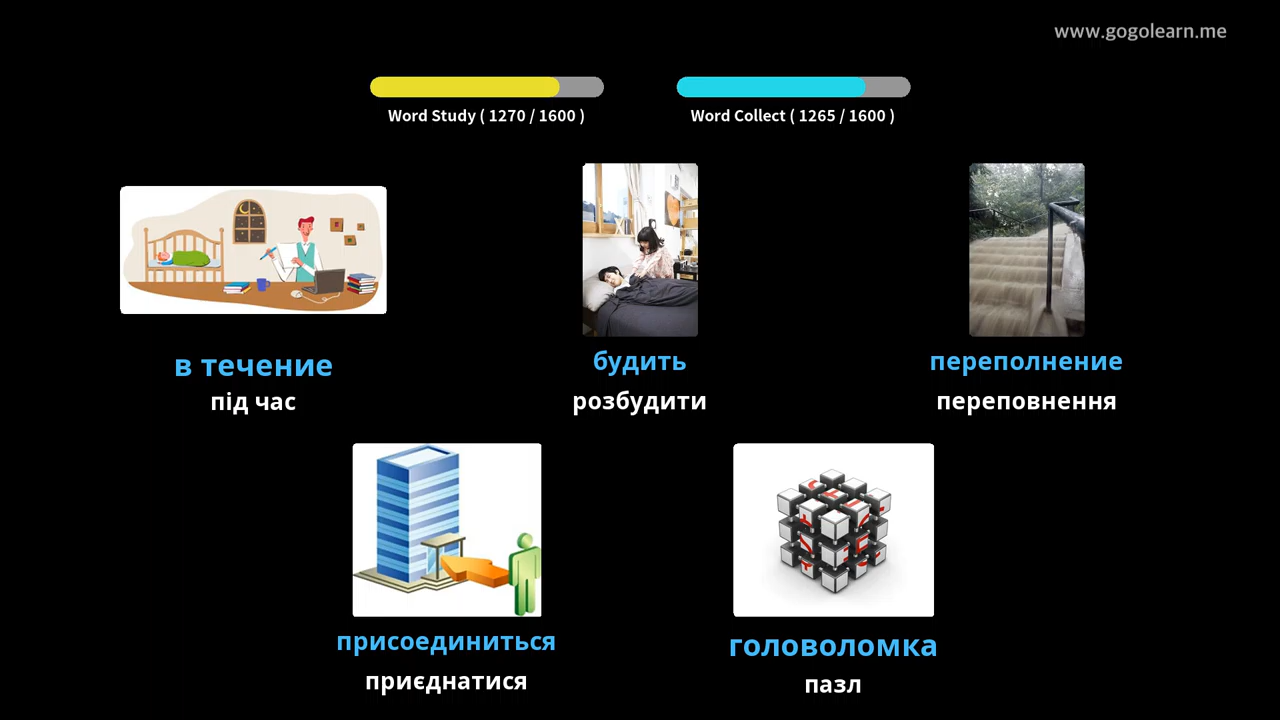 www.gogolearn.me
Word Study ( 1270 / 1600 )
Word Collect ( 1265 / 1600 )
в течение
під час
будить
розбудити
переполнение
переповнення
присоединиться
приєднатися
головоломка
пазл